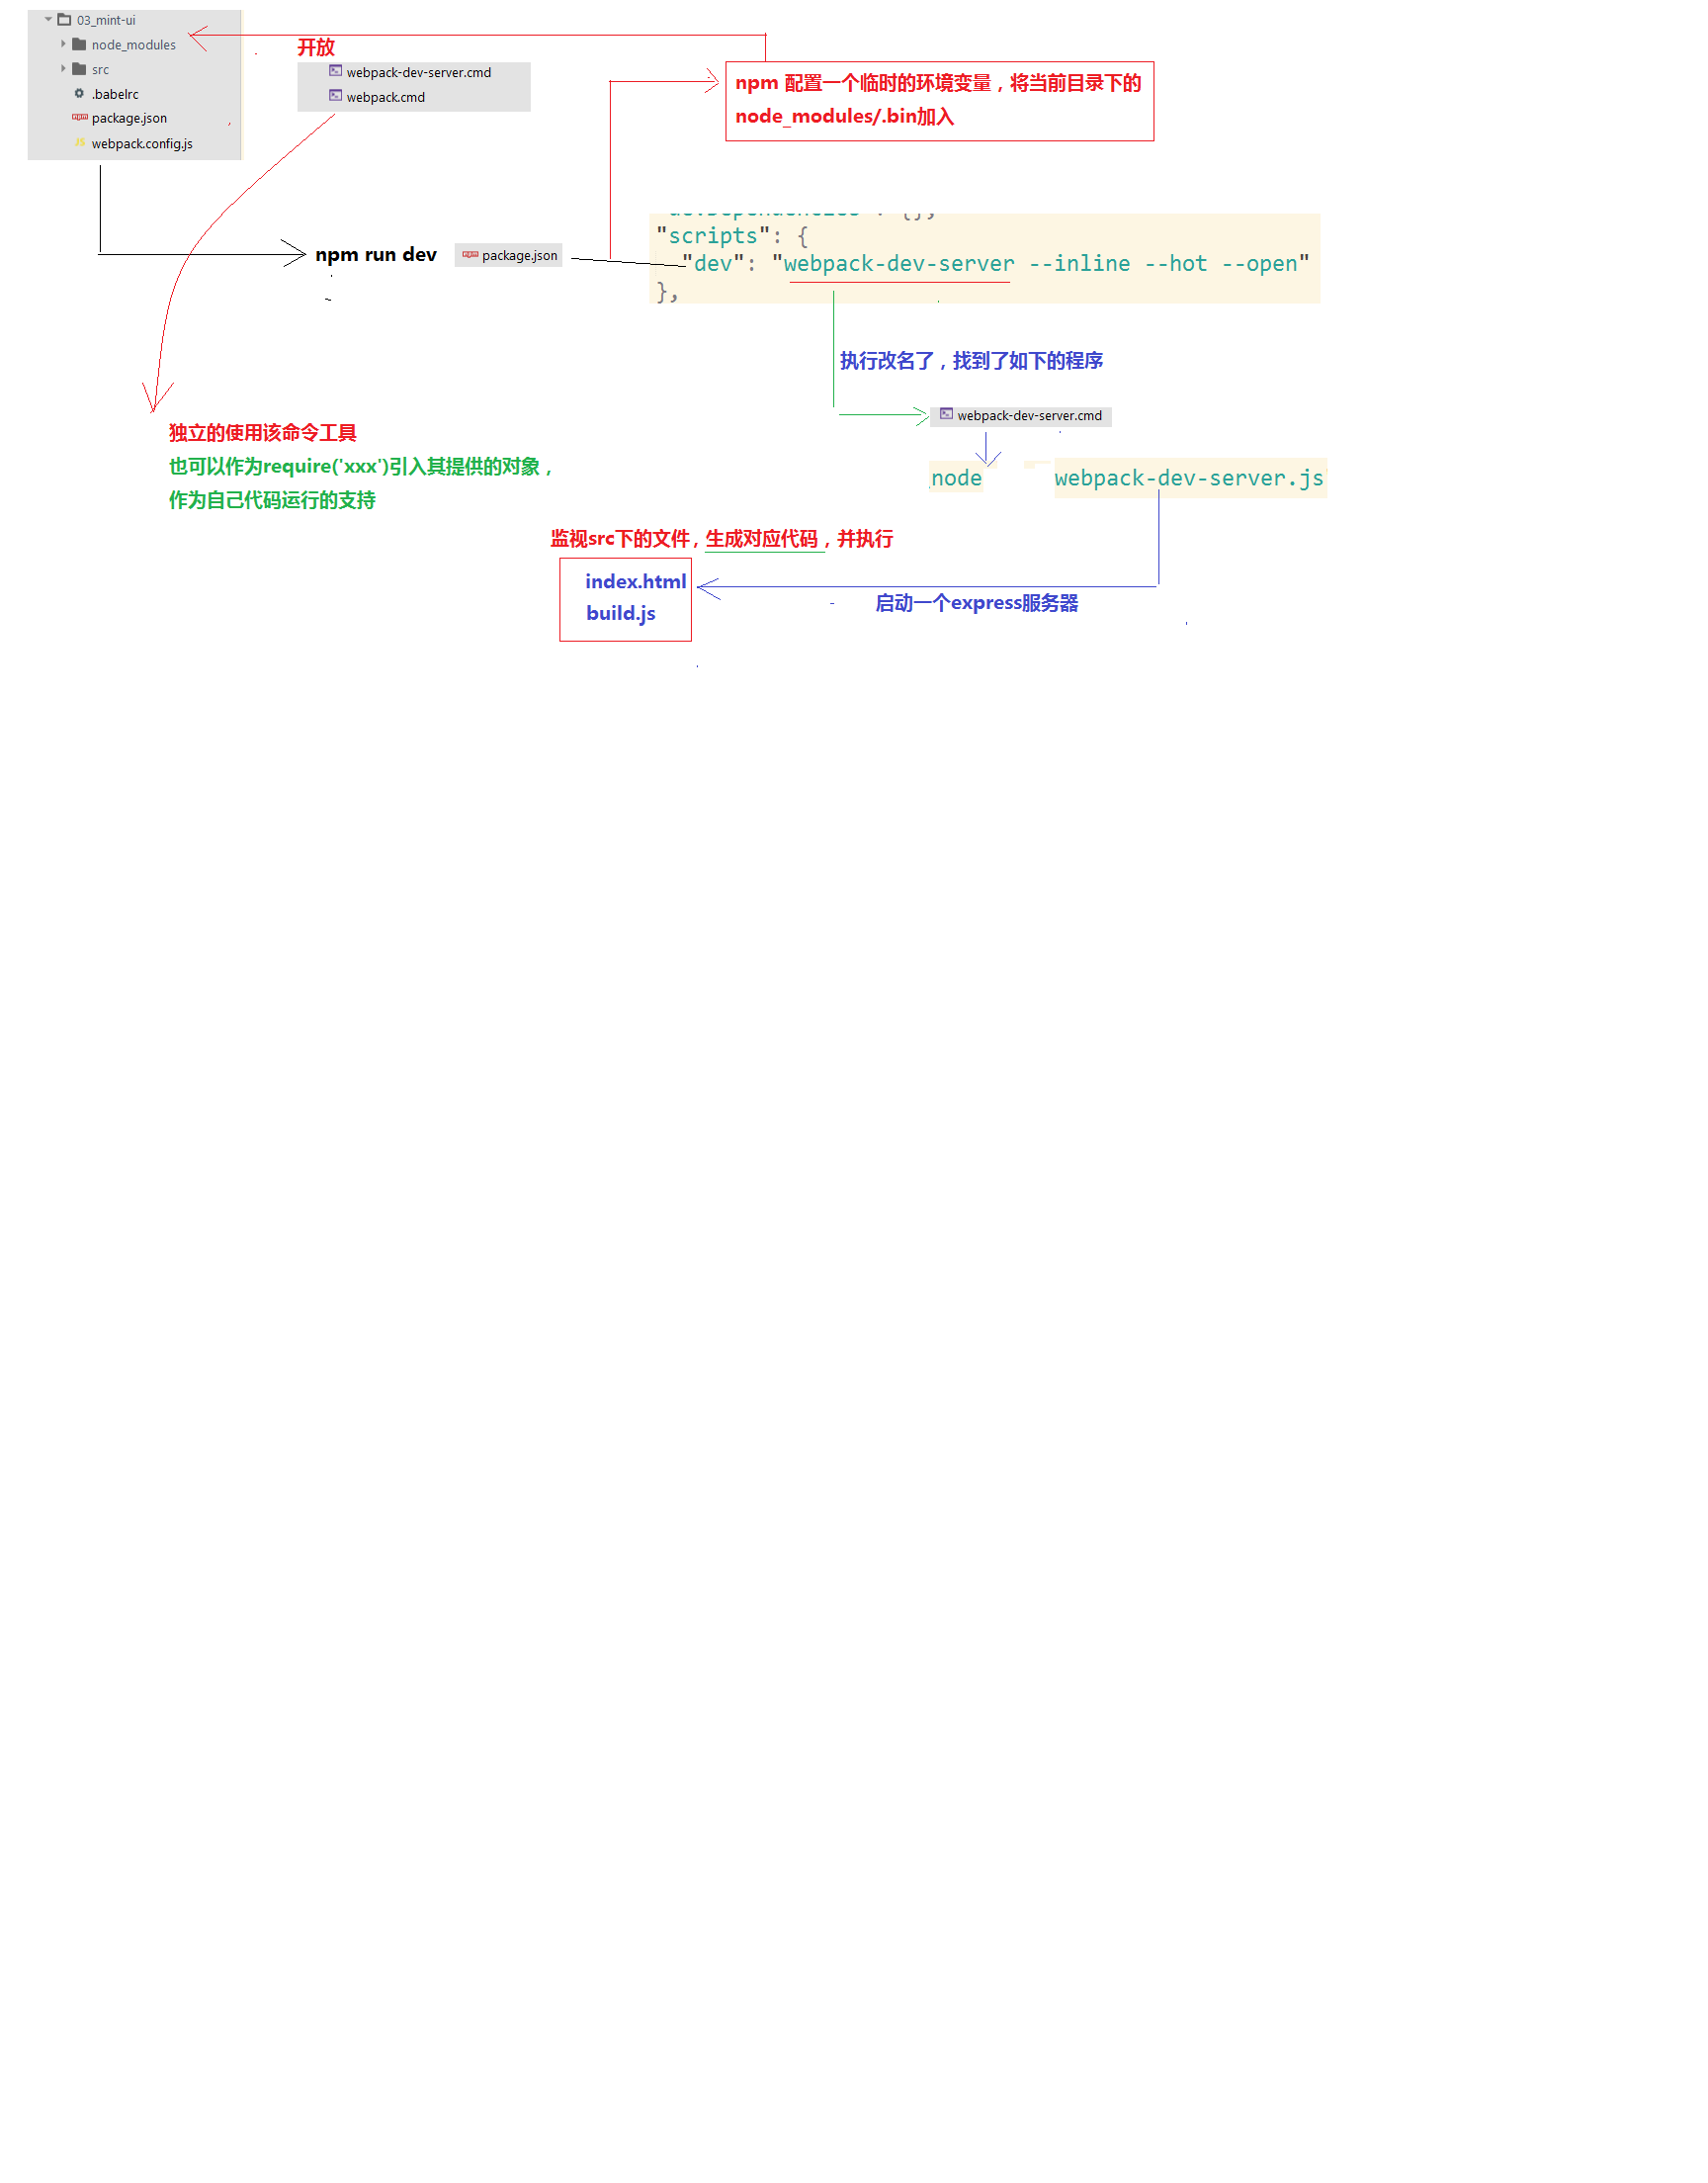 03_mint-ui
node_modules
src
.babelrc
package.json
webpack.config.js
开放
webpack-dev-server.cmd
webpack.cmd
npm 配置一个临时的环境变量，将当前目录下的
node_modules/.bin加入
npm run dev
package.json
"scripts": {
"dev": "webpack-dev-server --inline --hot --open"
},
执行改名了，找到了如下的程序
webpack-dev-server.cmd
node webpack-dev-server.js
独立的使用该命令工具
也可以作为require('xxx')引入其提供的对象，
作为自己代码运行的支持
监视src下的文件，生成对应代码，并执行
index.html
build.js
启动一个express服务器